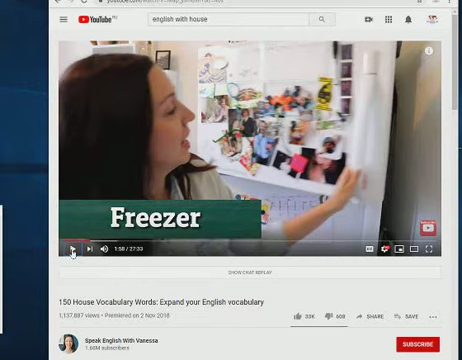 YouTube
english with house
Freezer
1:58 / 27:33
SHOW CHAT REPLAY
150 House Vocabulary Words: Expand your English vocabulary
1,137,887 views • Premiered on 2 Nov 2018
33K
608
SHARE
SAVE
Speak English With Vanessa
1.68M subscribers
SUBSCRIBE